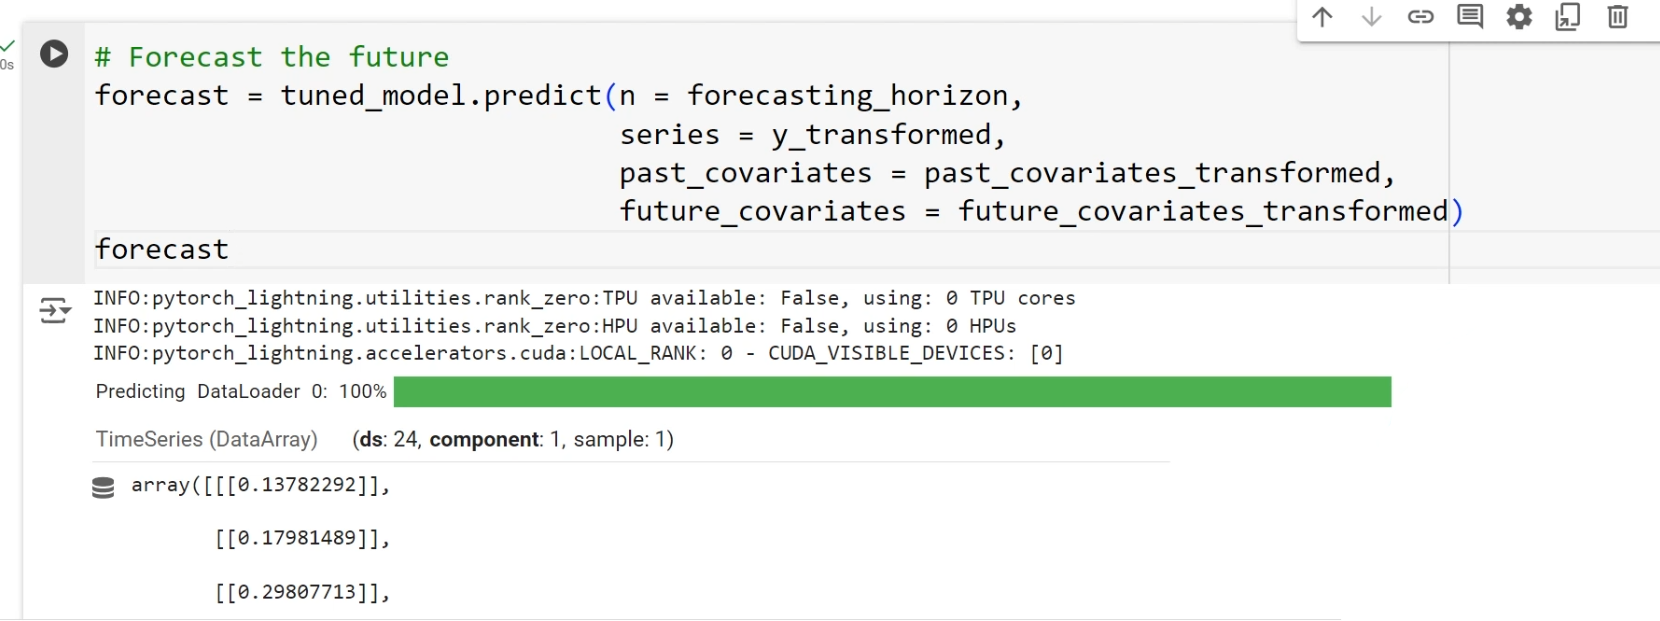 # Forecast the future
0s
forecast = tuned_model.predict(n = forecasting_horizon,
series = y_transformed,
past_covariates = past_covariates_transformed,
future_covariates = future_covariates_transformed)
forecast
INFO:pytorch_lightning.utilities.rank_zero:TPU available: False, using: 0 TPU cores
INFO:pytorch_lightning.utilities.rank_zero:HPU available: False, using: 0 HPUs
INFO:pytorch_lightning.accelerators.cuda:LOCAL_RANK: 0 - CUDA_VISIBLE_DEVICES: [0]
Predicting DataLoader 0: 100%
TimeSeries (DataArray) (ds: 24, component: 1, sample: 1)
array([[[0.13782292]],
[[0.17981489]],
[[0.29807713]],